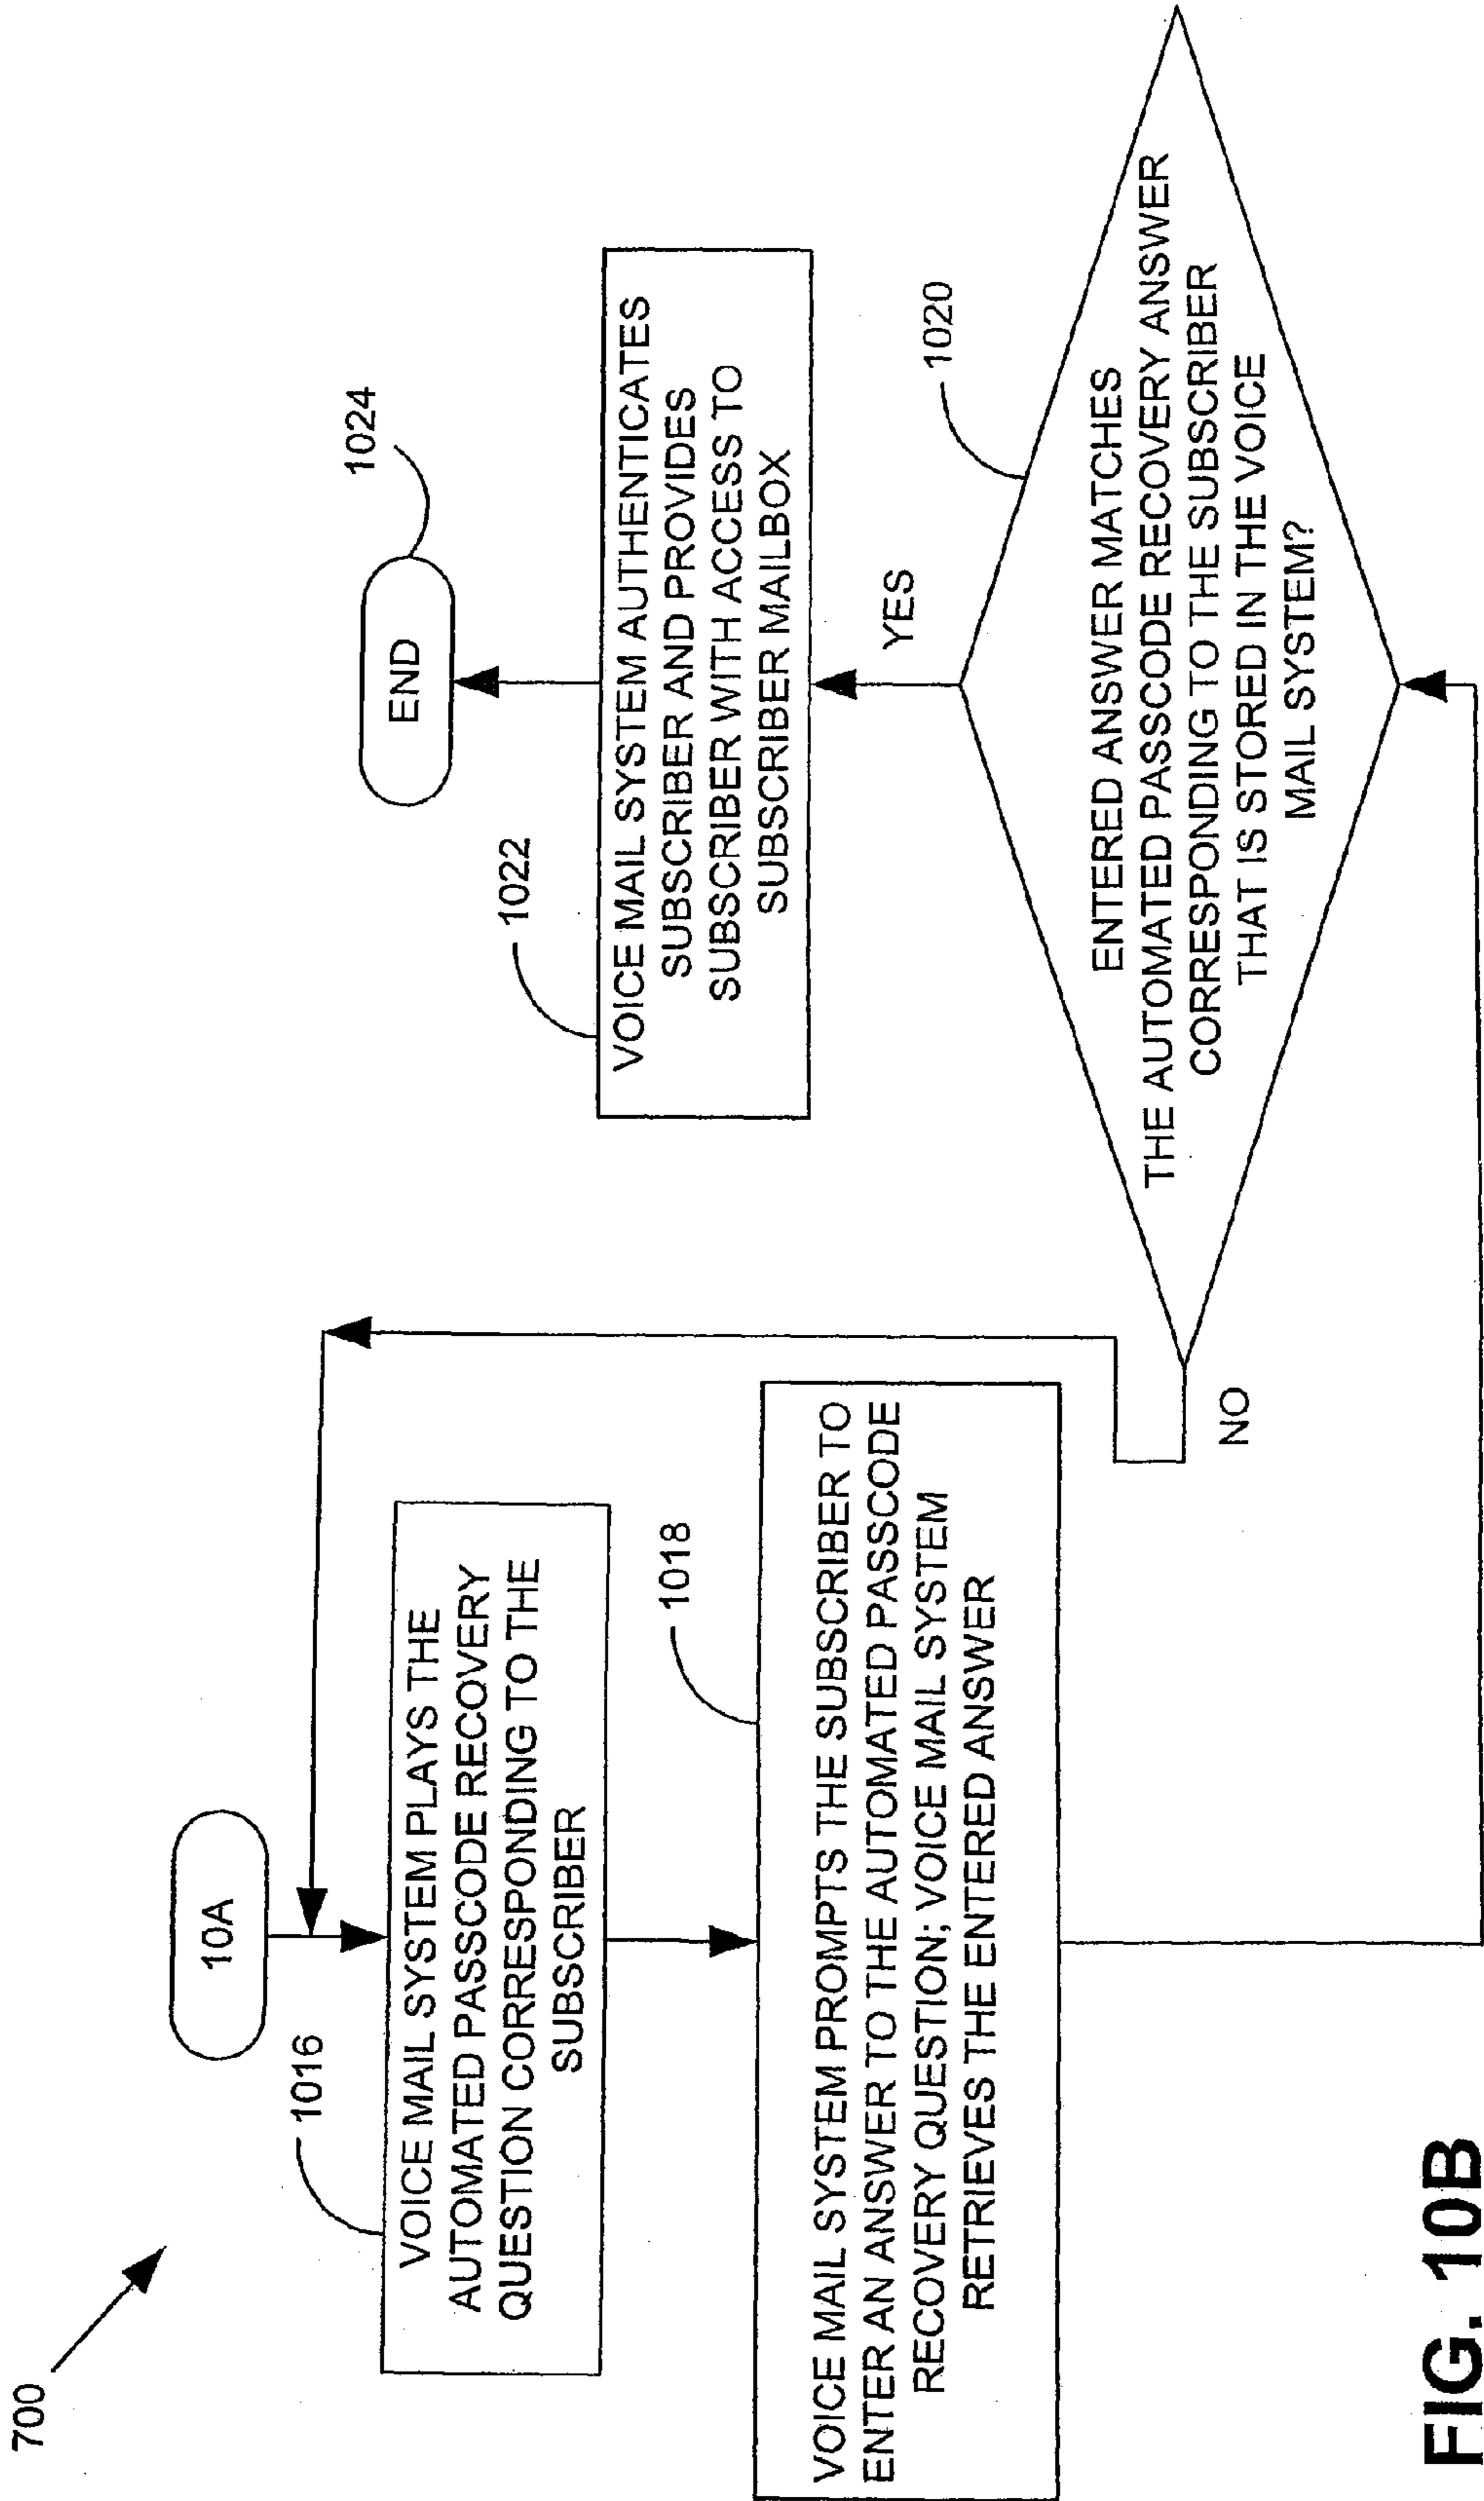 700
10A
1016
VOICE MAIL SYSTEM PLAYS THE
AUTOMATED PASSCODE RECOVERY
QUESTION CORRESPONDING TO THE
SUBSCRIBER
1018
VOICE MAIL SYSTEM PROMPTS THE SUBSCRIBER TO
ENTER AN ANSWER TO THE AUTOMATED PASSCODE
RECOVERY QUESTION; VOICE MAIL SYSTEM
RETRIEVES THE ENTERED ANSWER
NO
1024
END
1022
VOICE MAIL SYSTEM AUTHENTICATES
SUBSCRIBER AND PROVIDES
SUBSCRIBER WITH ACCESS TO
SUBSCRIBER MAILBOX
YES
1020
ENTERED ANSWER MATCHES
THE AUTOMATED PASSCODE RECOVERY ANSWER
CORRESPONDING TO THE SUBSCRIBER
THAT IS STORED IN THE VOICE
MAIL SYSTEM?
FIG. 10B